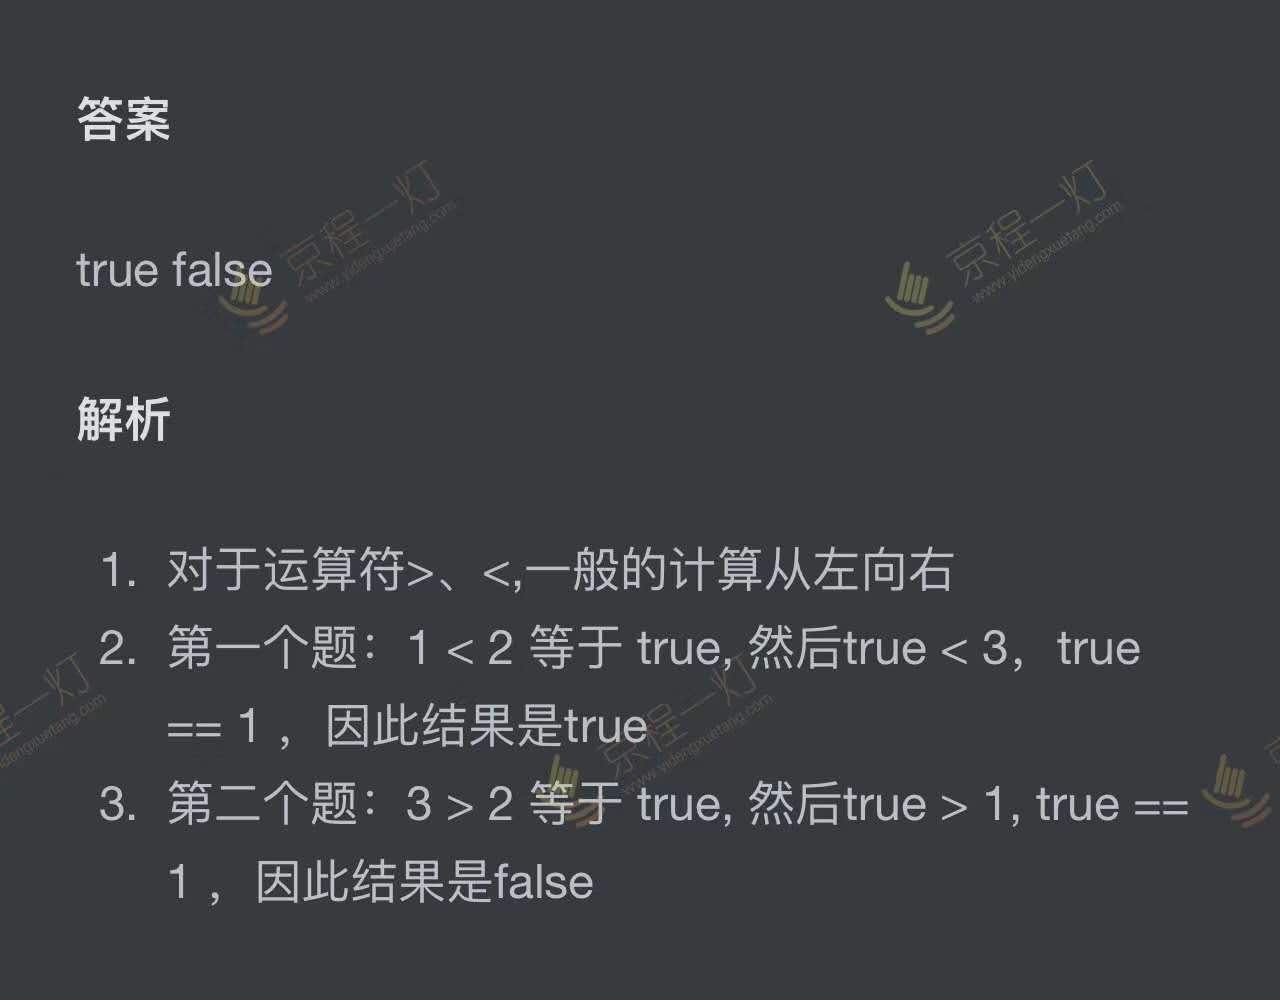 答案
京程一灯
www.yidengxuetang.com
京程一灯
www.yidengxuetang.com
true false
解析
1. 对于运算符>、<,一般的计算从左向右
2. 第一个题：1 < 2 等于 true, 然后true < 3，true
== 1 ，因此结果是true
程一灯
yidengxuetang.com
京程一灯
www.yidengxuetang.com
3. 第二个题：3 > 2 等于 true, 然后true > 1, true ==
1 ，因此结果是false